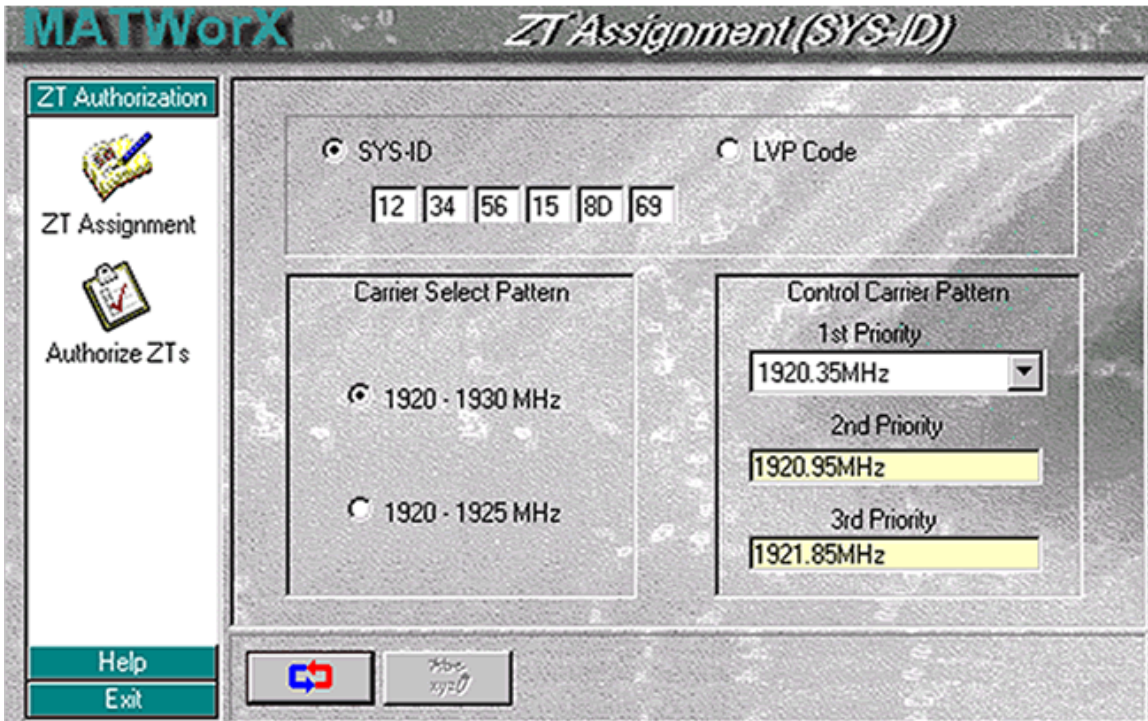 MATWorX
ZT Assignment (SYS-ID)
ZT Authorization
ZT Assignment
Authorize ZTs
Help
Exit
SYS-ID
LVP Code
12 34 56 15 8D 69
Carrier Select Pattern
1920 - 1930 MHz
1920 - 1925 MHz
Control Carrier Pattern
1st Priority
1920.35MHz
2nd Priority
1920.95MHz
3rd Priority
1921.85MHz